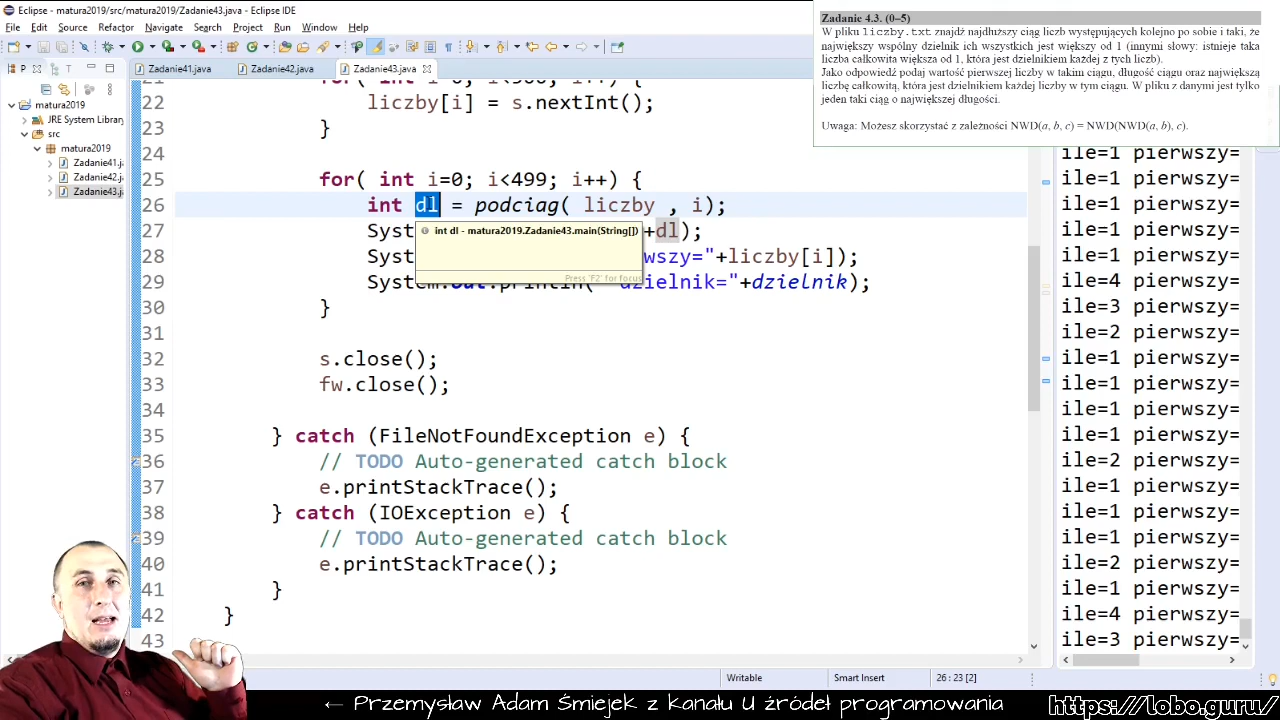 Eclipse - matura2019/src/matura2019/Zadanie43.java - Eclipse IDE
File Edit Source Refactor Navigate Search Project Run Window Help
Zadanie41.java Zadanie42.java Zadanie43.java
matura2019
JRE System Library
src
matura2019
Zadanie41.j
Zadanie42.j
Zadanie43.j
22 liczby[i] = s.nextInt();
23 }
24
25 for( int i=0; i<499; i++) {
26 int dl = podciag( liczby , i);
27 Syst +dl);
28 Syst wszy="+liczby[i]);
29 System.out.println(" dzielnik="+dzielnik);
30 }
31
32 s.close();
33 fw.close();
34
35 } catch (FileNotFoundException e) {
36 // TODO Auto-generated catch block
37 e.printStackTrace();
38 } catch (IOException e) {
39 // TODO Auto-generated catch block
40 e.printStackTrace();
41 }
42 }
43
int dl - matura2019.Zadanie43.main(String[])
Press 'F2' for focus
Zadanie 4.3. (0–5)
W pliku liczby.txt znajdź najdłuższy ciąg liczb występujących kolejno po sobie i taki, że
największy wspólny dzielnik ich wszystkich jest większy od 1 (innymi słowy: istnieje taka
liczba całkowita większa od 1, która jest dzielnikiem każdej z tych liczb).
Jako odpowiedź podaj wartość pierwszej liczby w takim ciągu, długość ciągu oraz największą
liczbę całkowitą, która jest dzielnikiem każdej liczby w tym ciągu. W pliku z danymi jest tylko
jeden taki ciąg o największej długości.
Uwaga: Możesz skorzystać z zależności NWD(a, b, c) = NWD(NWD(a, b), c).
ile=1 pierwszy=
ile=1 pierwszy=
ile=1 pierwszy=
ile=1 pierwszy=
ile=1 pierwszy=
ile=4 pierwszy=
ile=3 pierwszy=
ile=2 pierwszy=
ile=1 pierwszy=
ile=1 pierwszy=
ile=1 pierwszy=
ile=1 pierwszy=
ile=2 pierwszy=
ile=1 pierwszy=
ile=1 pierwszy=
ile=1 pierwszy=
ile=2 pierwszy=
ile=1 pierwszy=
ile=4 pierwszy=
ile=3 pierwszy=
Writable Smart Insert 26 : 23 [2]
← Przemysław Adam Śmiejek z kanału U źródeł programowania
https://lobo.guru/